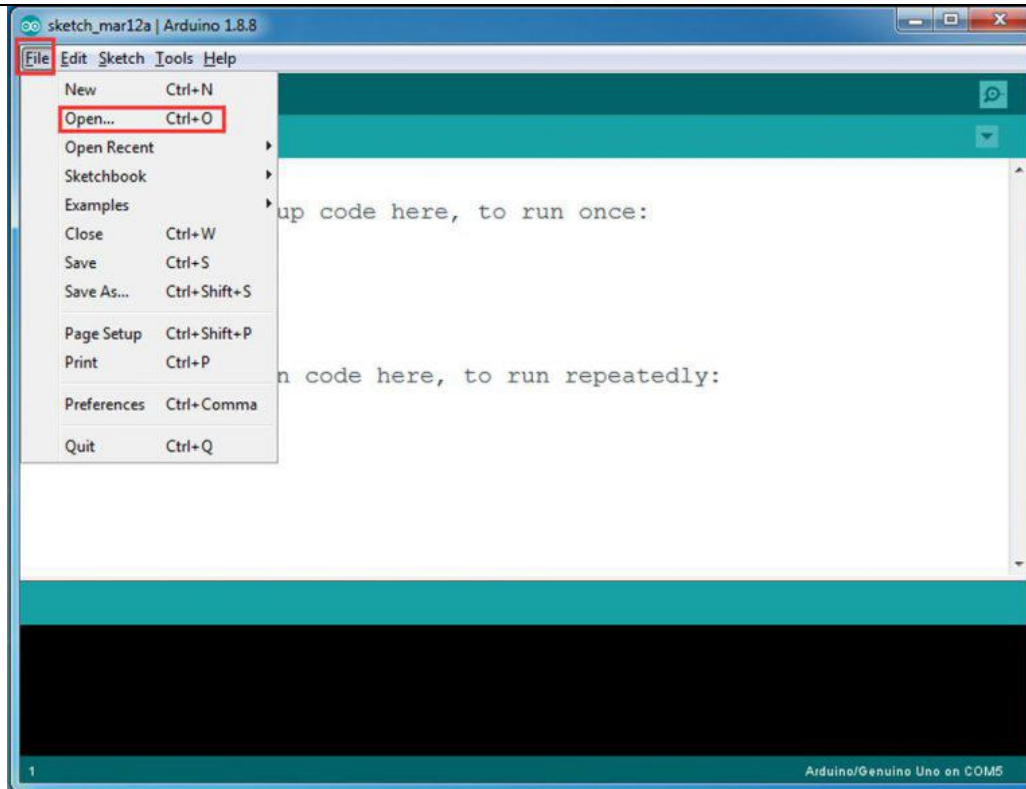 sketch_mar12a | Arduino 1.8.8
File Edit Sketch Tools Help
New Ctrl+N
Open... Ctrl+O
Open Recent
Sketchbook
Examples
up code here, to run once:
Close Ctrl+W
Save Ctrl+S
Save As... Ctrl+Shift+S
Page Setup Ctrl+Shift+P
Print Ctrl+P
n code here, to run repeatedly:
Preferences Ctrl+Comma
Quit Ctrl+Q
1 Arduino/Genuino Uno on COM5